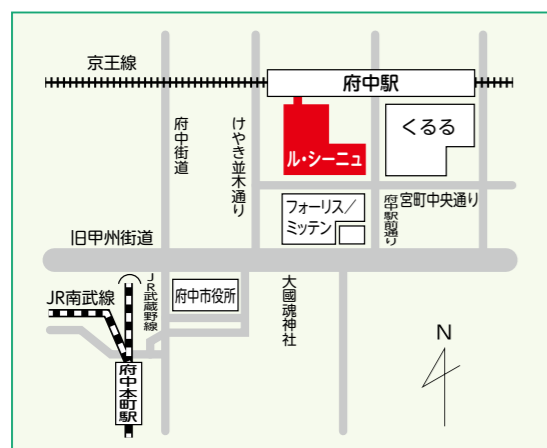 京王線
府中駅
府中街道
けやき並木通り
ル・シーニュ
くるる
フォーリス／
ミッテン
府中駅前通り
宮町中央通り
旧甲州街道
JR南武線
JR武蔵野線
府中市役所
大國魂神社
府中本町駅
N